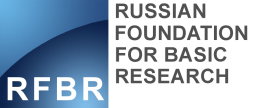 RUSSIAN
FOUNDATION
FOR BASIC
RESEARCH
RFBR